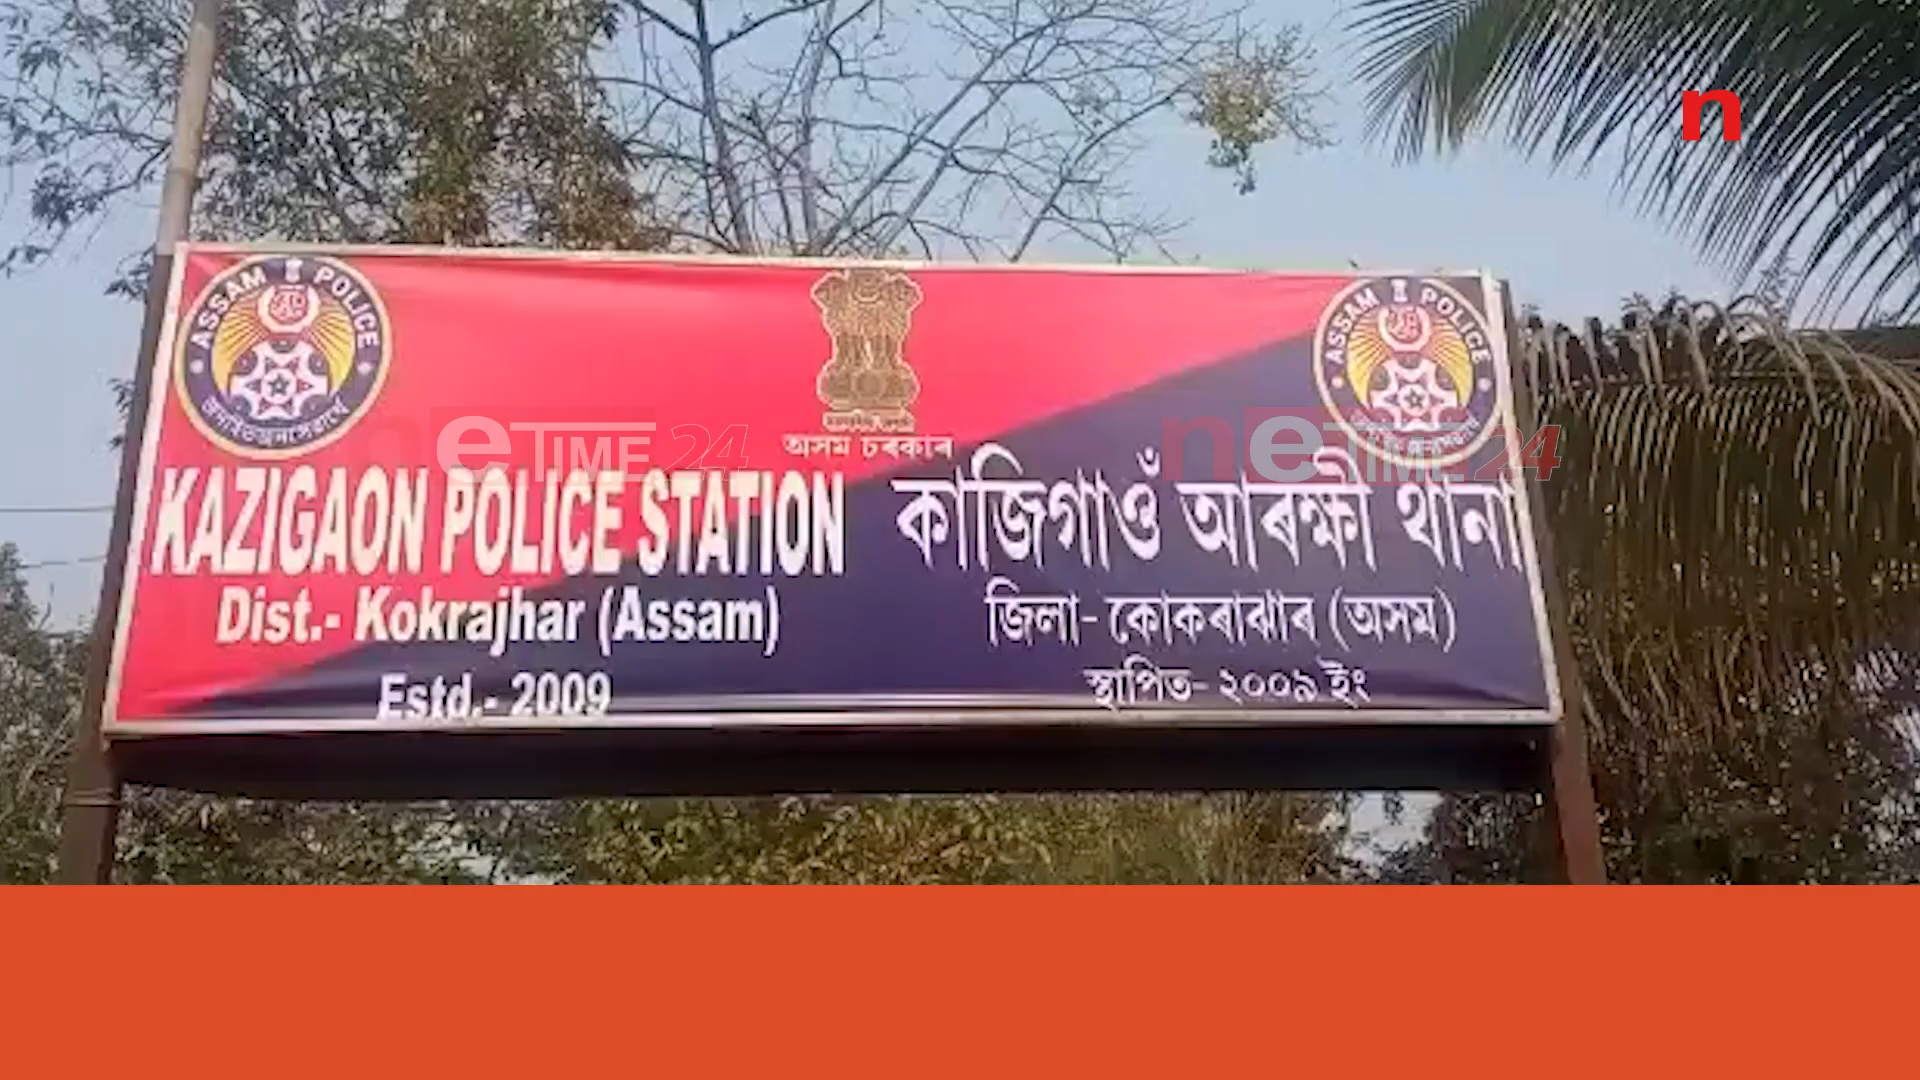 n
ASSAM POLICE
ASSAM POLICE
অসম চৰকাৰ
neTIME24
neTIME24
KAZIGAON POLICE STATION
Dist.- Kokrajhar (Assam)
Estd.- 2009
কাজিগাওঁ আৰক্ষী থানা
জিলা- কোকৰাঝাৰ (অসম)
স্থাপিত- ২০০৯ ইং